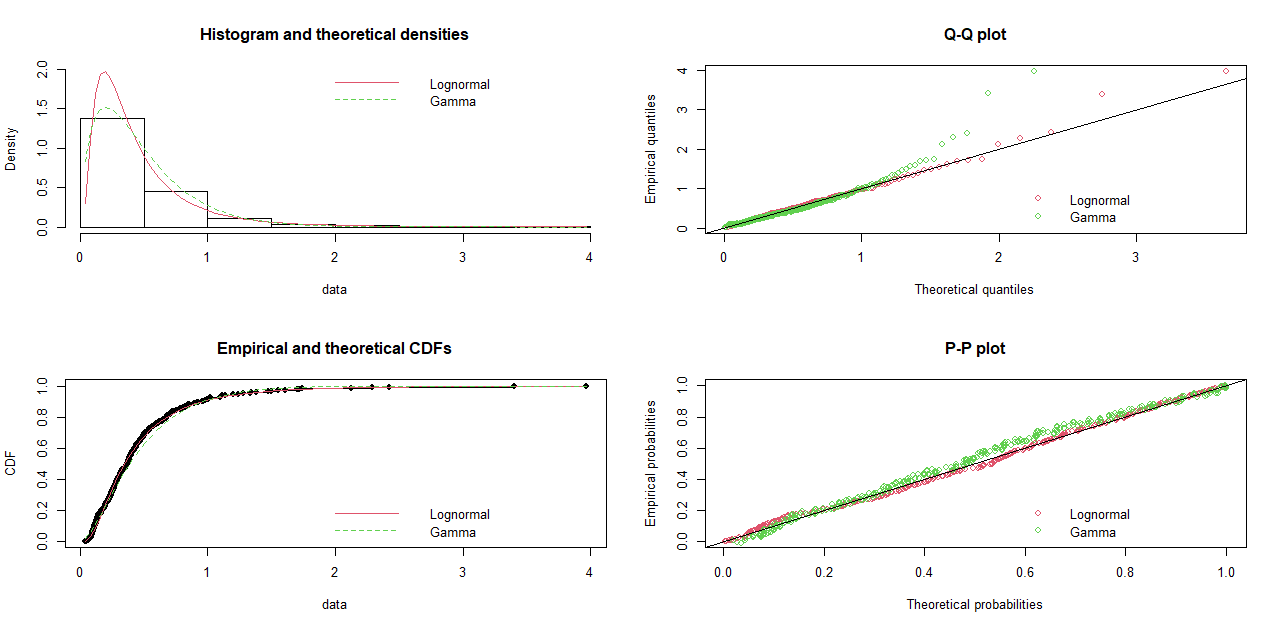 Histogram and theoretical densities
Density
0.0 0.5 1.0 1.5 2.0
Lognormal
Gamma
0 1 2 3 4
data
Q-Q plot
Empirical quantiles
0 1 2 3 4
Lognormal
Gamma
0 1 2 3
Theoretical quantiles
Empirical and theoretical CDFs
CDF
0.0 0.2 0.4 0.6 0.8 1.0
Lognormal
Gamma
0 1 2 3 4
data
P-P plot
Empirical probabilities
0.0 0.2 0.4 0.6 0.8 1.0
Lognormal
Gamma
0.0 0.2 0.4 0.6 0.8 1.0
Theoretical probabilities